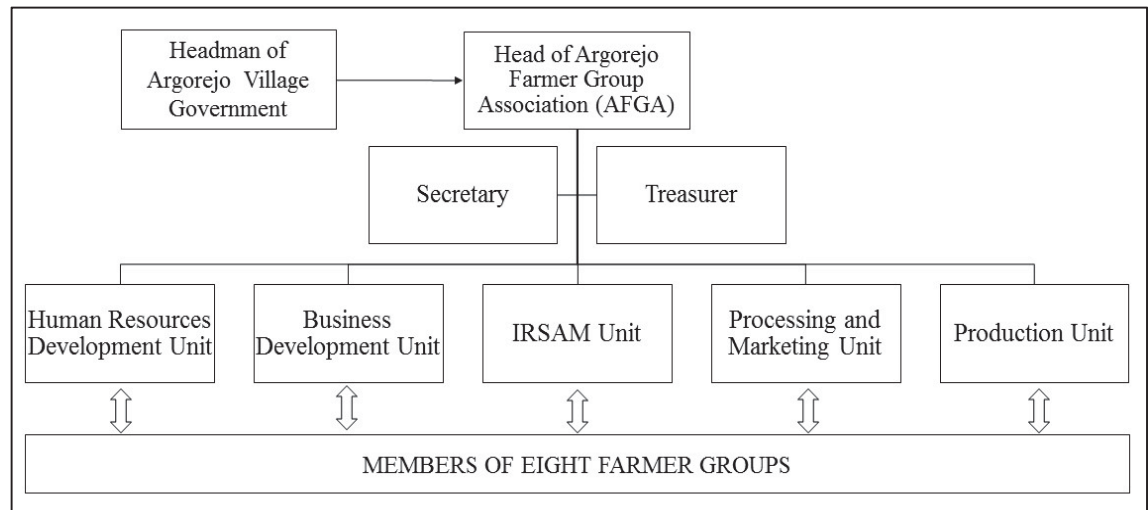 Headman of
Argorejo Village
Government
Head of Argorejo
Farmer Group
Association (AFGA)
Secretary
Treasurer
Human Resources
Development Unit
Business
Development Unit
IRSAM Unit
Processing and
Marketing Unit
Production Unit
MEMBERS OF EIGHT FARMER GROUPS